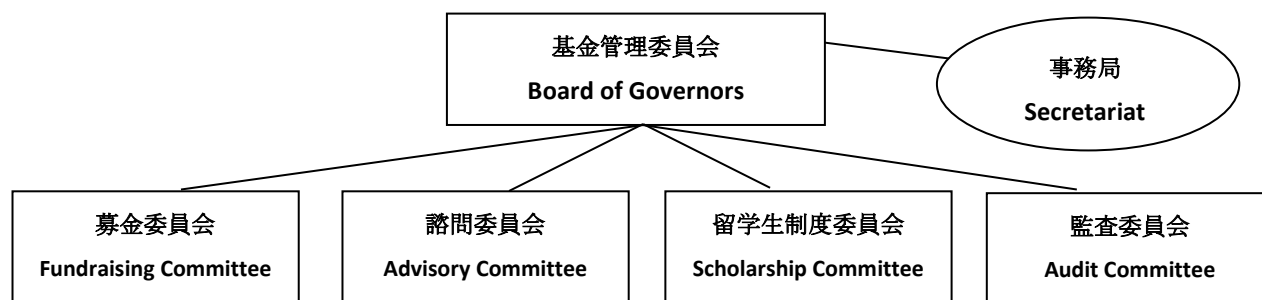 基金管理委員会
Board of Governors
事務局
Secretariat
募金委員会
Fundraising Committee
諮問委員会
Advisory Committee
留学生制度委員会
Scholarship Committee
監査委員会
Audit Committee